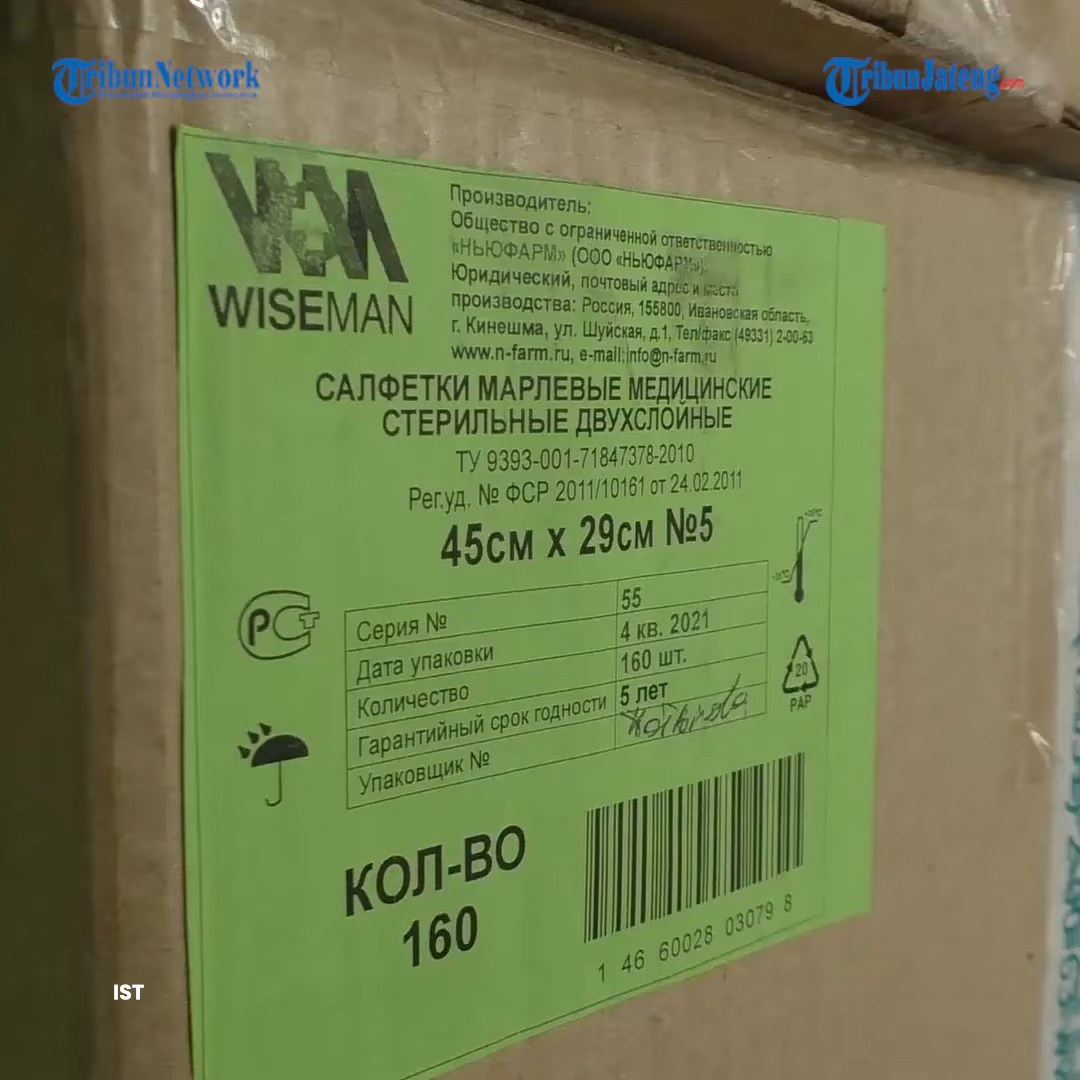 TribunNetwork
TribunJateng.com
WISEMAN
Производитель:
Общество с ограниченной ответственностью
«НЬЮФАРМ» (ООО «НЬЮФАРМ»).
Юридический, почтовый адрес и место
производства: Россия, 155800, Ивановская область,
г. Кинешма, ул. Шуйская, д.1, Тел/факс (49331) 2-00-63
www.n-farm.ru, e-mail:info@n-farm.ru
САЛФЕТКИ МАРЛЕВЫЕ МЕДИЦИНСКИЕ
СТЕРИЛЬНЫЕ ДВУХСЛОЙНЫЕ
ТУ 9393-001-71847378-2010
Рег.уд. № ФСР 2011/10161 от 24.02.2011
45см х 29см №5
Серия № 55
Дата упаковки 4 кв. 2021
Количество 160 шт.
Гарантийный срок годности 5 лет
Упаковщик №
РСТ
20
PAP
КОЛ-ВО
160
1 46 60028 03079 8
IST